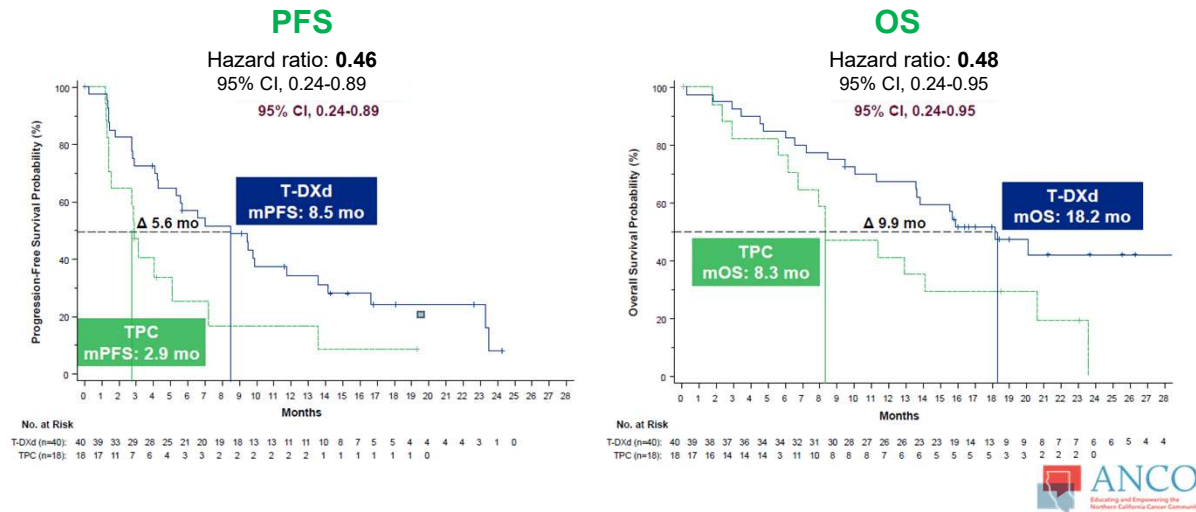 PFS
Hazard ratio: 0.46
95% CI, 0.24-0.89
95% CI, 0.24-0.89
Progression-Free Survival Probability (%)
100
80
60
40
20
0
T-DXd
mPFS: 8.5 mo
Δ 5.6 mo
TPC
mPFS: 2.9 mo
0 1 2 3 4 5 6 7 8 9 10 11 12 13 14 15 16 17 18 19 20 21 22 23 24 25 26 27 28
Months
No. at Risk
T-DXd (n=40): 40 39 33 29 28 25 21 20 19 18 13 13 11 11 10 8 7 5 5 4 4 4 4 3 1 0
TPC (n=18): 18 17 11 7 6 4 3 3 2 2 2 2 2 2 1 1 1 1 1 1 0
OS
Hazard ratio: 0.48
95% CI, 0.24-0.95
95% CI, 0.24-0.95
Overall Survival Probability (%)
100
80
60
40
20
0
T-DXd
mOS: 18.2 mo
Δ 9.9 mo
TPC
mOS: 8.3 mo
0 1 2 3 4 5 6 7 8 9 10 11 12 13 14 15 16 17 18 19 20 21 22 23 24 25 26 27 28
Months
No. at Risk
T-DXd (n=40): 40 39 38 37 36 34 34 32 31 30 28 27 26 26 23 23 19 14 13 9 9 8 7 7 6 6 5 4 4
TPC (n=18): 18 17 16 14 14 14 3 11 10 8 8 8 7 6 6 5 5 5 3 3 2 2 2 0
ANCO
Educating and Empowering the
Northern California Cancer Communi